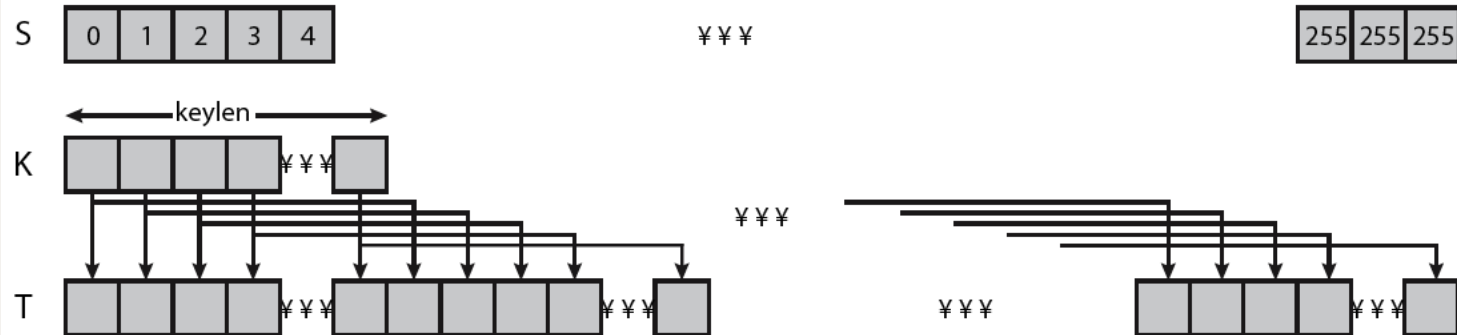 S 0 1 2 3 4 ¥ ¥ ¥ 255 255 255
keylen
K ¥ ¥ ¥
¥ ¥ ¥
T ¥ ¥ ¥ ¥ ¥ ¥ ¥ ¥ ¥ ¥ ¥ ¥